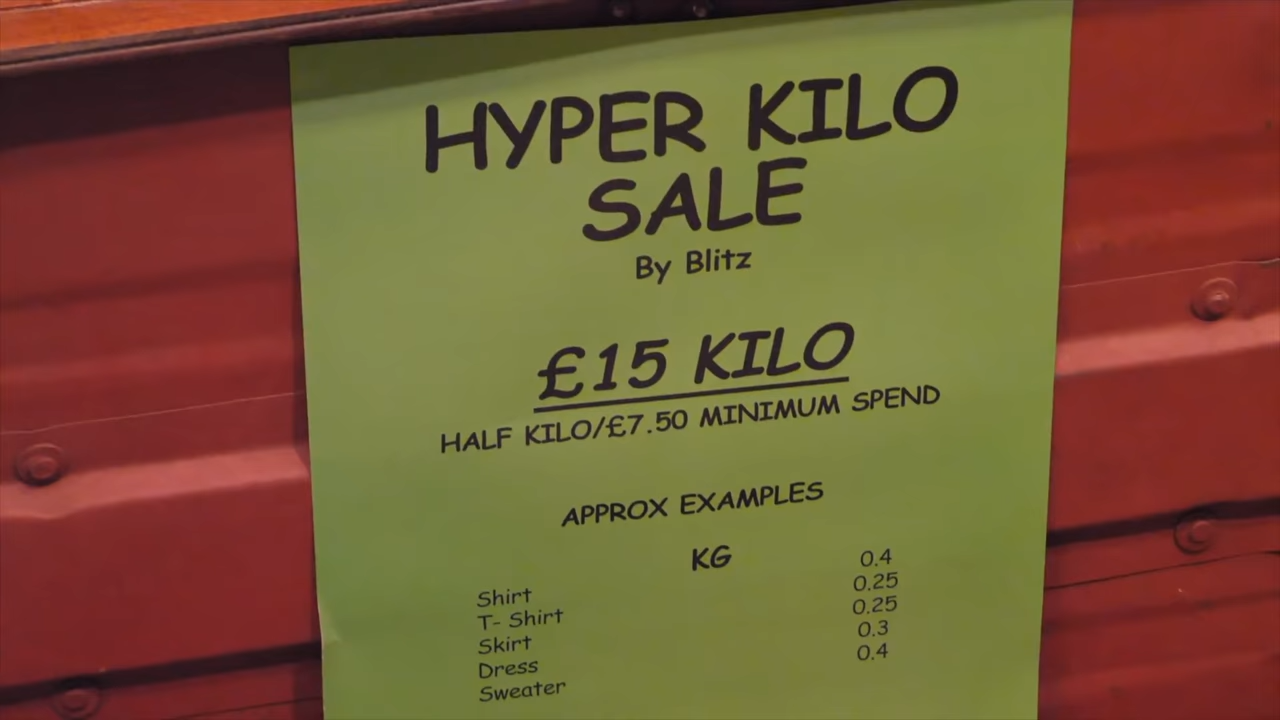 HYPER KILO
SALE
By Blitz
£15 KILO
HALF KILO/£7.50 MINIMUM SPEND
APPROX EXAMPLES
KG
Shirt 0.4
T- Shirt 0.25
Skirt 0.25
Dress 0.3
Sweater 0.4